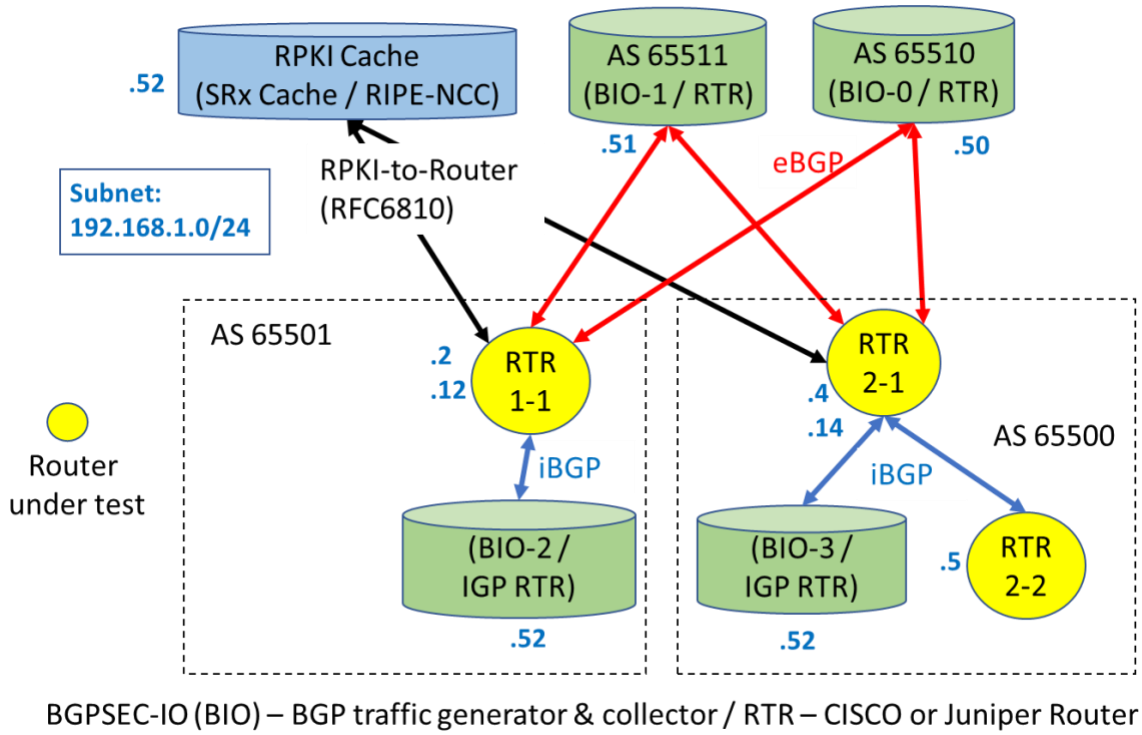 RPKI Cache
(SRx Cache / RIPE-NCC)
.52
AS 65511
(BIO-1 / RTR)
.51
AS 65510
(BIO-0 / RTR)
.50
eBGP
RPKI-to-Router
(RFC6810)
Subnet:
192.168.1.0/24
AS 65501
.2
.12
RTR
1-1
iBGP
(BIO-2 /
IGP RTR)
.52
RTR
2-1
.4
.14
AS 65500
iBGP
(BIO-3 /
IGP RTR)
.52
.5
RTR
2-2
Router
under test
BGPSEC-IO (BIO) – BGP traffic generator & collector / RTR – CISCO or Juniper Router